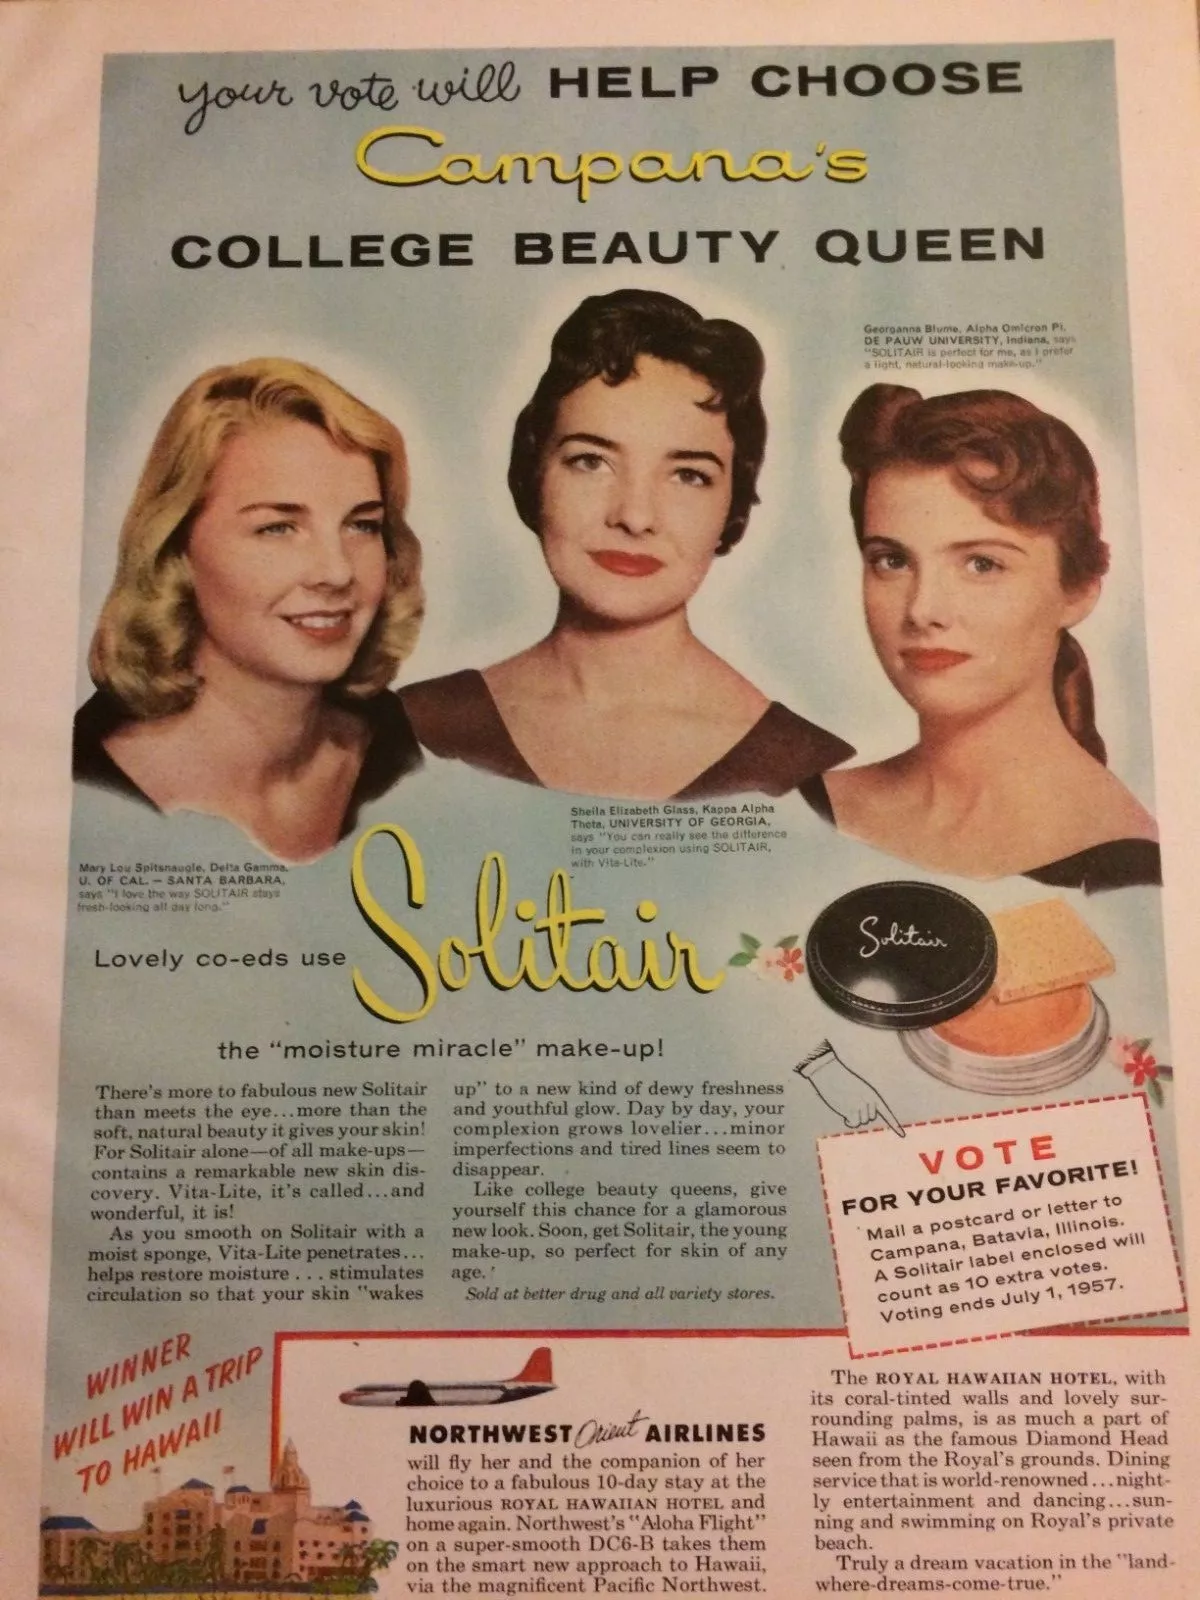 your vote will HELP CHOOSE
Campana's
COLLEGE BEAUTY QUEEN
Georganna Blume, Alpha Omicron Pi,
DE PAUW UNIVERSITY, Indiana, says
"SOLITAIR is perfect for me, as I prefer
a light, natural-looking make-up."
Sheila Elizabeth Glass, Kappa Alpha
Theta, UNIVERSITY OF GEORGIA,
says "You can really see the difference
in your complexion using SOLITAIR,
with Vita-Lite."
Mary Lou Spitsnaugle, Delta Gamma,
U. OF CAL. — SANTA BARBARA,
says "I love the way SOLITAIR stays
fresh-looking all day long."
Lovely co-eds use Solitair
Solitair
the "moisture miracle" make-up!
There's more to fabulous new Solitair
than meets the eye...more than the
soft, natural beauty it gives your skin!
For Solitair alone—of all make-ups—
contains a remarkable new skin dis-
covery. Vita-Lite, it's called...and
wonderful, it is!
As you smooth on Solitair with a
moist sponge, Vita-Lite penetrates...
helps restore moisture ... stimulates
circulation so that your skin "wakes
up" to a new kind of dewy freshness
and youthful glow. Day by day, your
complexion grows lovelier...minor
imperfections and tired lines seem to
disappear.
Like college beauty queens, give
yourself this chance for a glamorous
new look. Soon, get Solitair, the young
make-up, so perfect for skin of any
age.
Sold at better drug and all variety stores.
VOTE
FOR YOUR FAVORITE!
Mail a postcard or letter to
Campana, Batavia, Illinois.
A Solitair label enclosed will
count as 10 extra votes.
Voting ends July 1, 1957.
WINNER
WILL WIN A TRIP
TO HAWAII
NORTHWEST Orient AIRLINES
will fly her and the companion of her
choice to a fabulous 10-day stay at the
luxurious ROYAL HAWAIIAN HOTEL and
home again. Northwest's "Aloha Flight"
on a super-smooth DC6-B takes them
on the smart new approach to Hawaii,
via the magnificent Pacific Northwest.
The ROYAL HAWAIIAN HOTEL, with
its coral-tinted walls and lovely sur-
rounding palms, is as much a part of
Hawaii as the famous Diamond Head
seen from the Royal's grounds. Dining
service that is world-renowned...night-
ly entertainment and dancing...sun-
ning and swimming on Royal's private
beach.
Truly a dream vacation in the "land-
where-dreams-come-true."